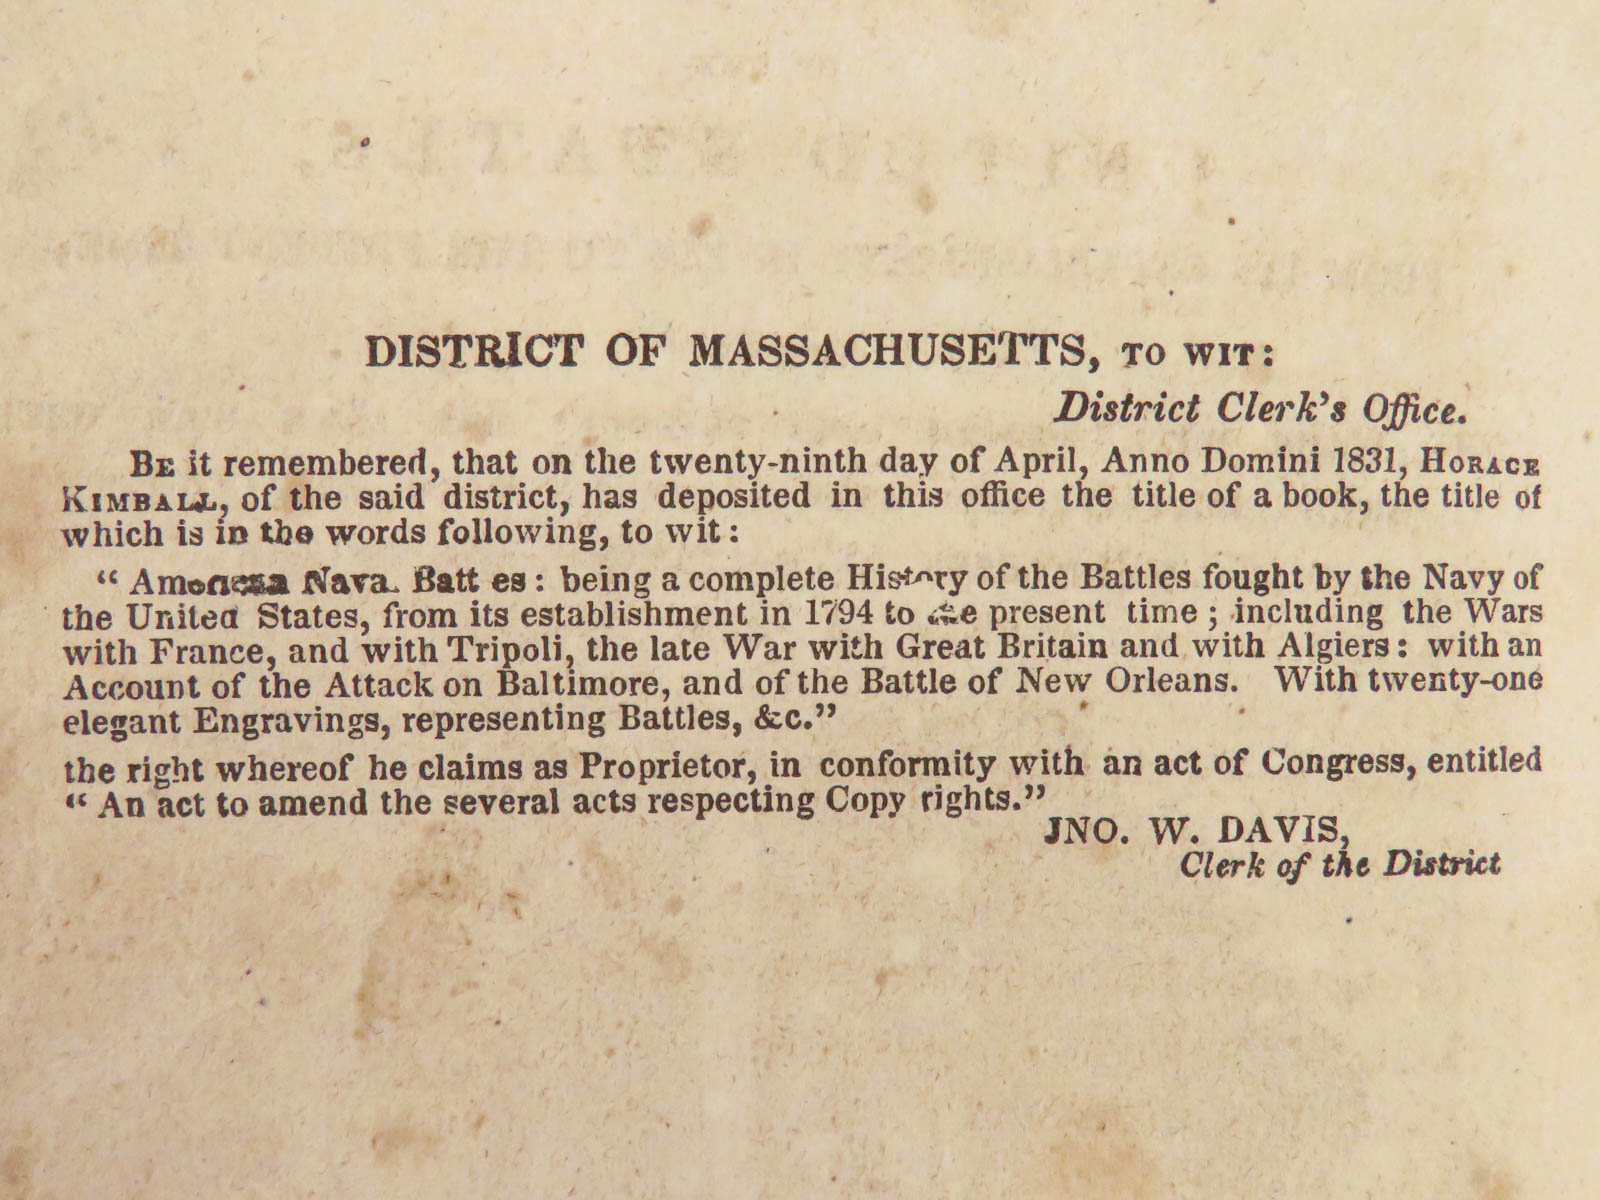 DISTRICT OF MASSACHUSETTS, TO WIT:
District Clerk's Office.
BE it remembered, that on the twenty-ninth day of April, Anno Domini 1831, HORACE
KIMBALL, of the said district, has deposited in this office the title of a book, the title of
which is in the words following, to wit:
" Nava. Batt es: being a complete History of the Battles fought by the Navy of
the United States, from its establishment in 1794 to the present time; including the Wars
with France, and with Tripoli, the late War with Great Britain and with Algiers: with an
Account of the Attack on Baltimore, and of the Battle of New Orleans. With twenty-one
elegant Engravings, representing Battles, &c."
the right whereof he claims as Proprietor, in conformity with an act of Congress, entitled
" An act to amend the several acts respecting Copy rights."
JNO. W. DAVIS,
Clerk of the District